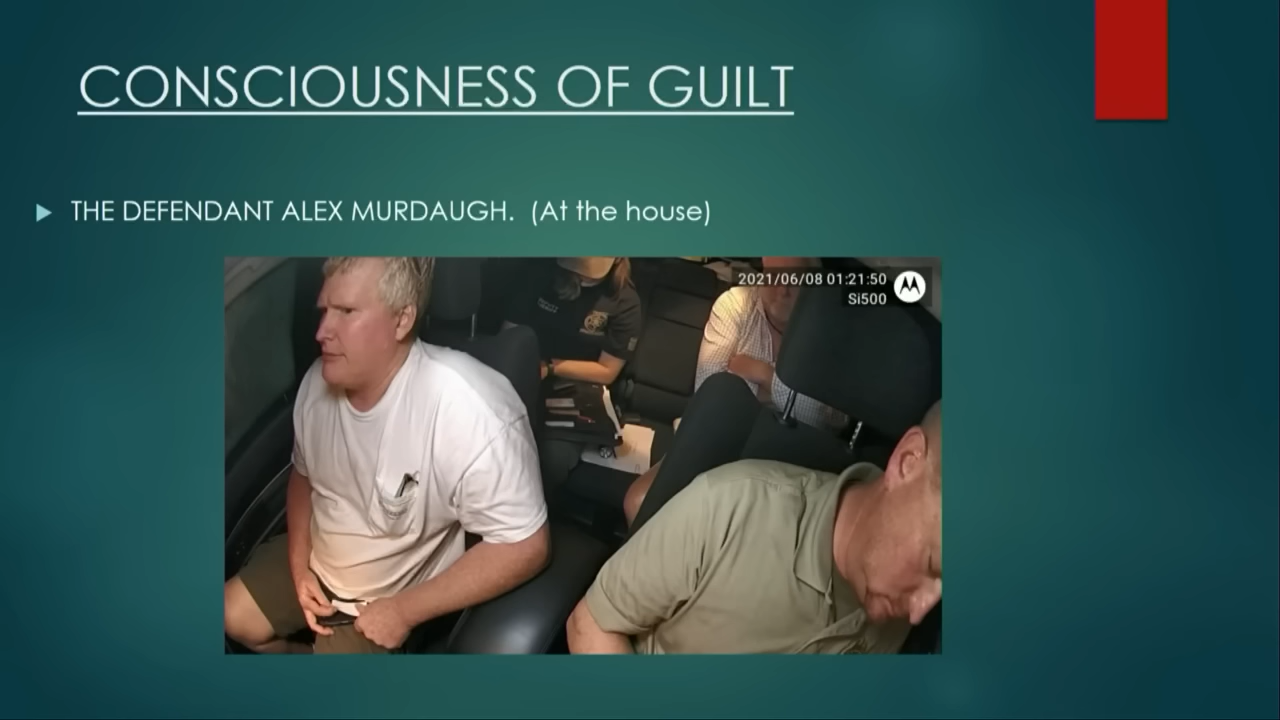 CONSCIOUSNESS OF GUILT
THE DEFENDANT ALEX MURDAUGH. (At the house)
2021/06/08 01:21:50
Si500